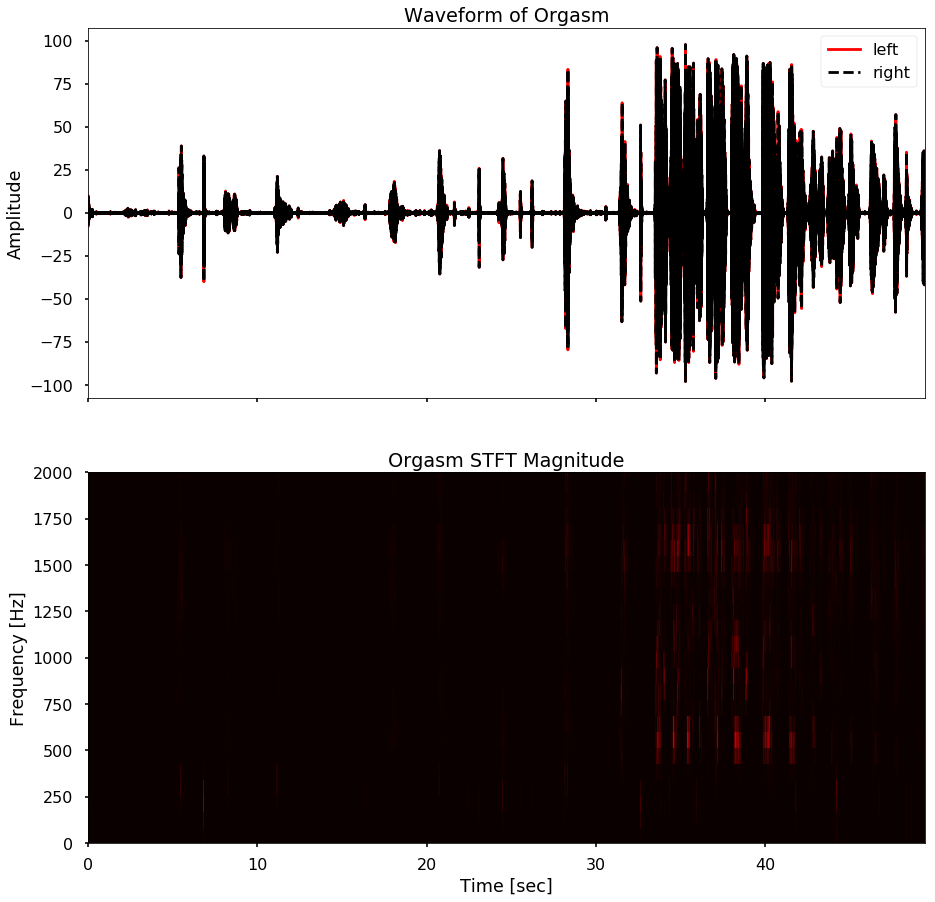 Waveform of Orgasm
100
75
50
25
0
−25
−50
−75
−100
Amplitude
left
right
Orgasm STFT Magnitude
2000
1750
1500
1250
1000
750
500
250
0
Frequency [Hz]
0 10 20 30 40
Time [sec]